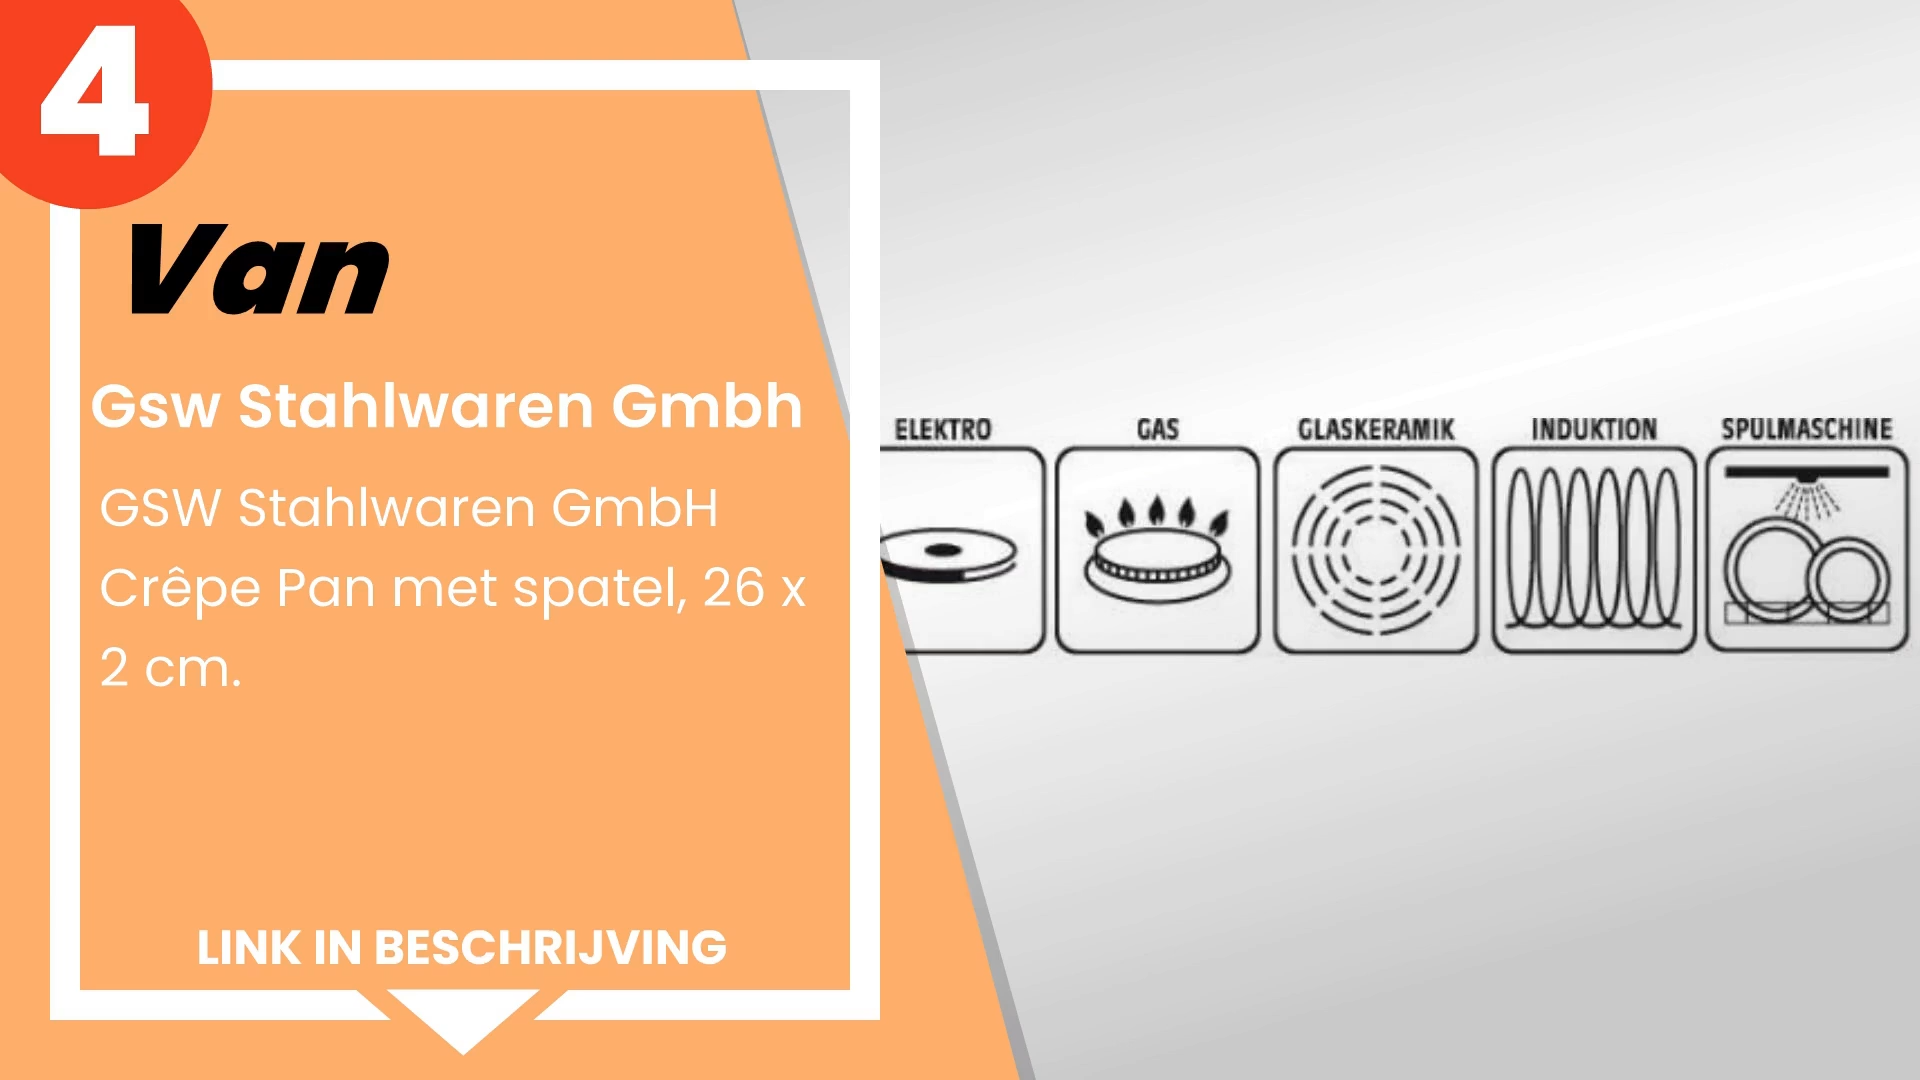 4
Van
Gsw Stahlwaren Gmbh
GSW Stahlwaren GmbH
Crêpe Pan met spatel, 26 x
2 cm.
LINK IN BESCHRIJVING
ELEKTRO
GAS
GLASKERAMIK
INDUKTION
SPÜLMASCHINE